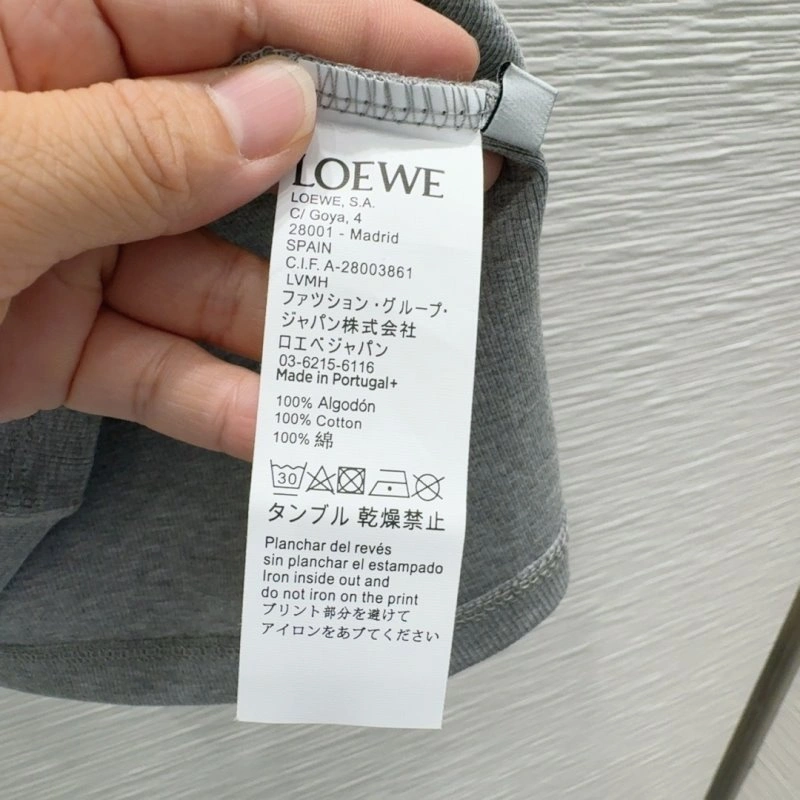 LOEWE
LOEWE, S.A.
C/ Goya, 4
28001 - Madrid
SPAIN
C.I.F. A-28003861
LVMH
ファツション・グループ・
ジャパン株式会社
ロエベジャパン
03-6215-6116
Made in Portugal+
100% Algodón
100% Cotton
100% 綿
30
タンブル 乾燥禁止
Planchar del revés
sin planchar el estampado
Iron inside out and
do not iron on the print
プリント部分を避けて
アイロンをあブてください